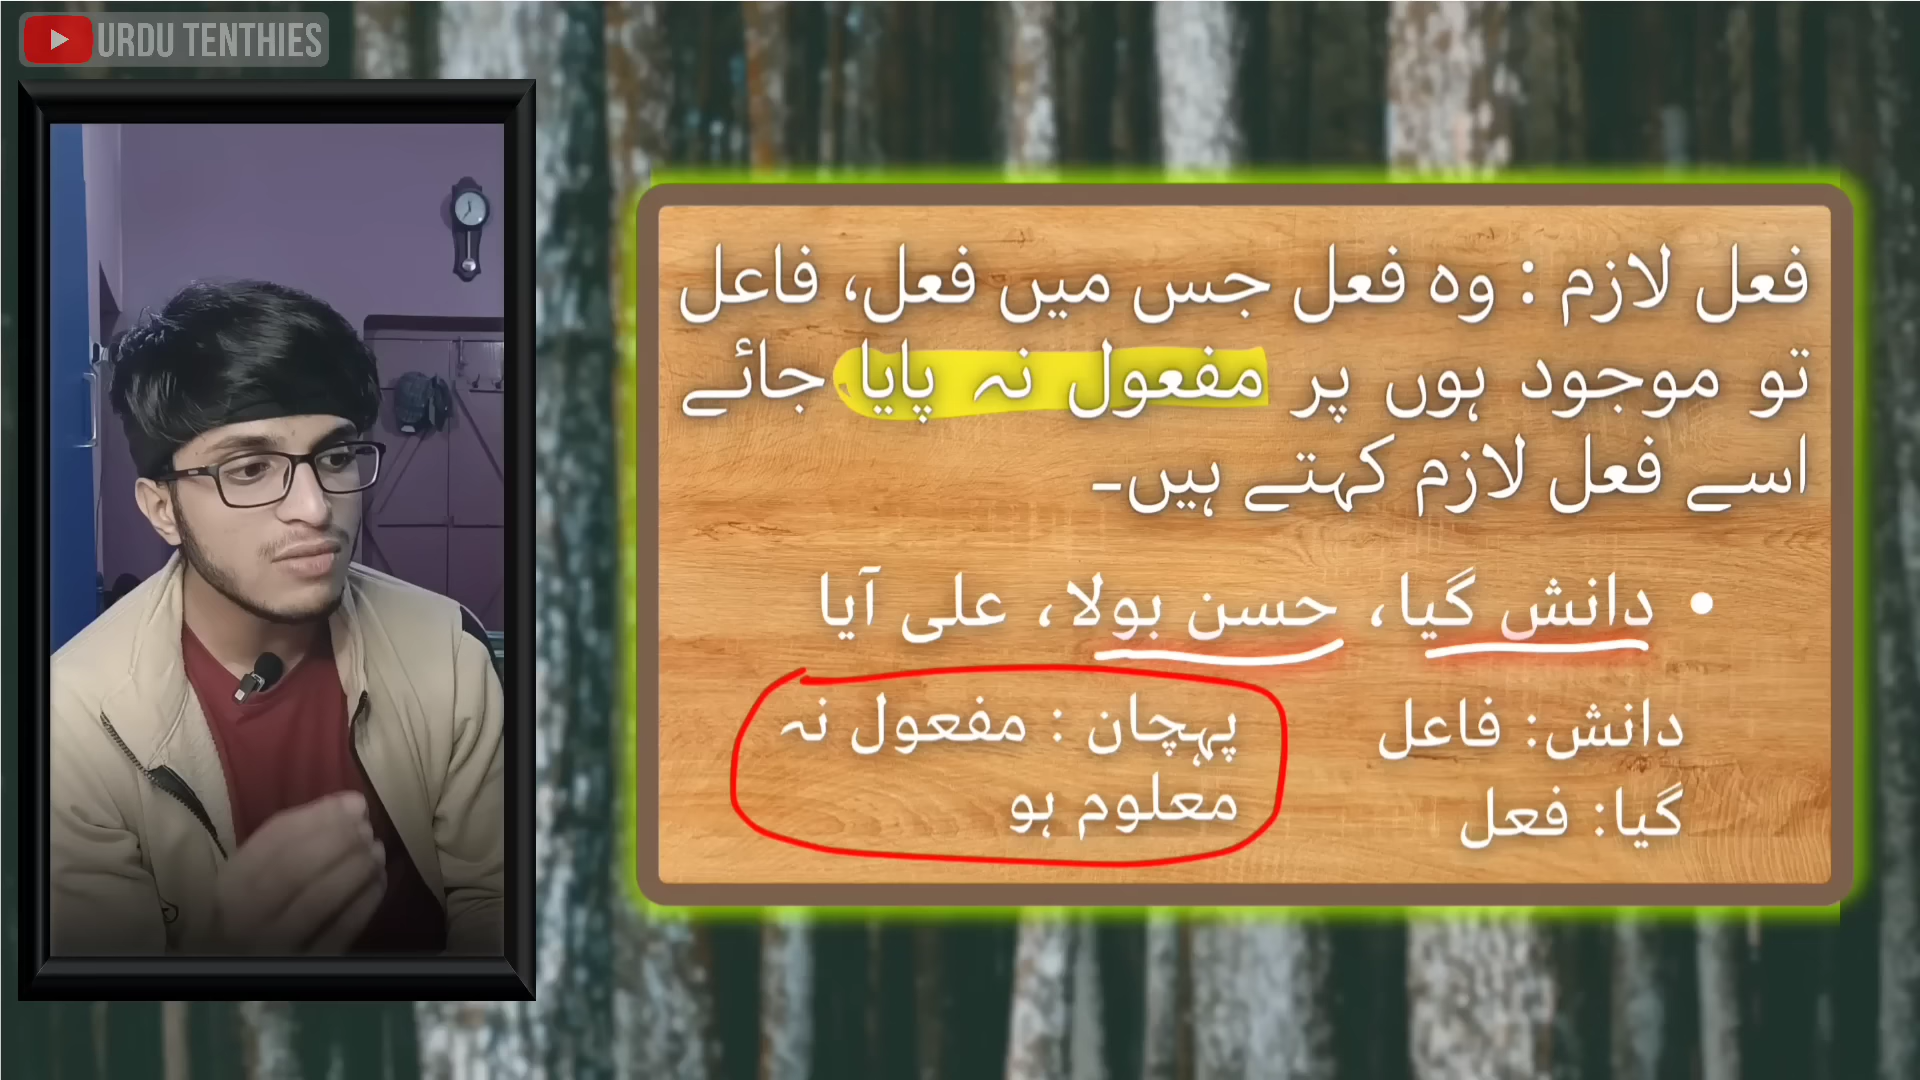 URDU TENTHIES
فعل لازم : وہ فعل جس میں فعل، فاعل
تو موجود ہوں پر مفعول نہ پایا جائے
اسے فعل لازم کہتے ہیں۔
• دانش گیا، حسن بولا، علی آیا
دانش: فاعل
گیا: فعل
پہچان : مفعول نہ
معلوم ہو